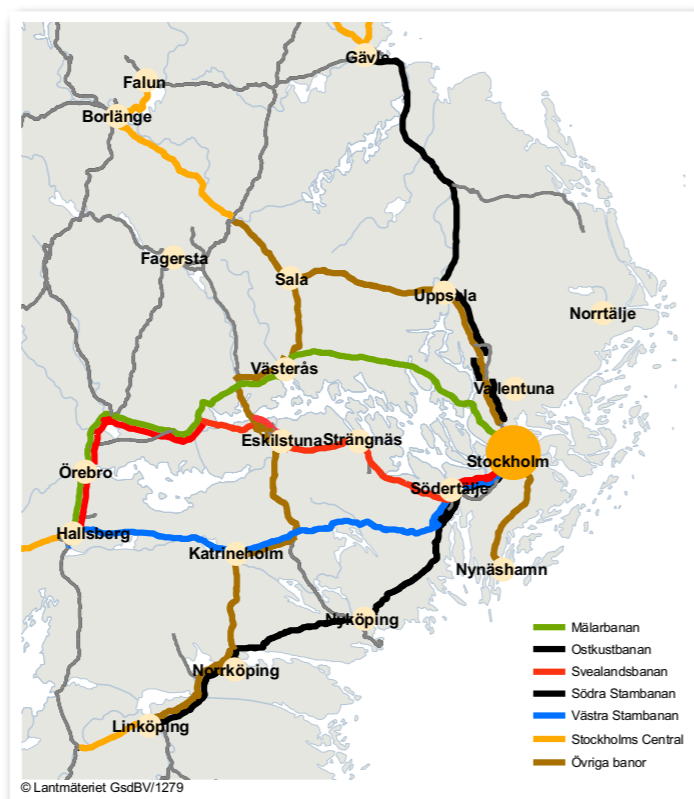 Gävle
Falun
Borlänge
Fagersta
Sala
Uppsala
Norrtälje
Västerås
Vallentuna
Eskilstuna
Strängnäs
Stockholm
Örebro
Södertälje
Hallsberg
Katrineholm
Nynäshamn
Nyköping
Norrköping
Linköping
Mälarbanan
Ostkustbanan
Svealandsbanan
Södra Stambanan
Västra Stambanan
Stockholms Central
Övriga banor
© Lantmäteriet GsdBV/1279